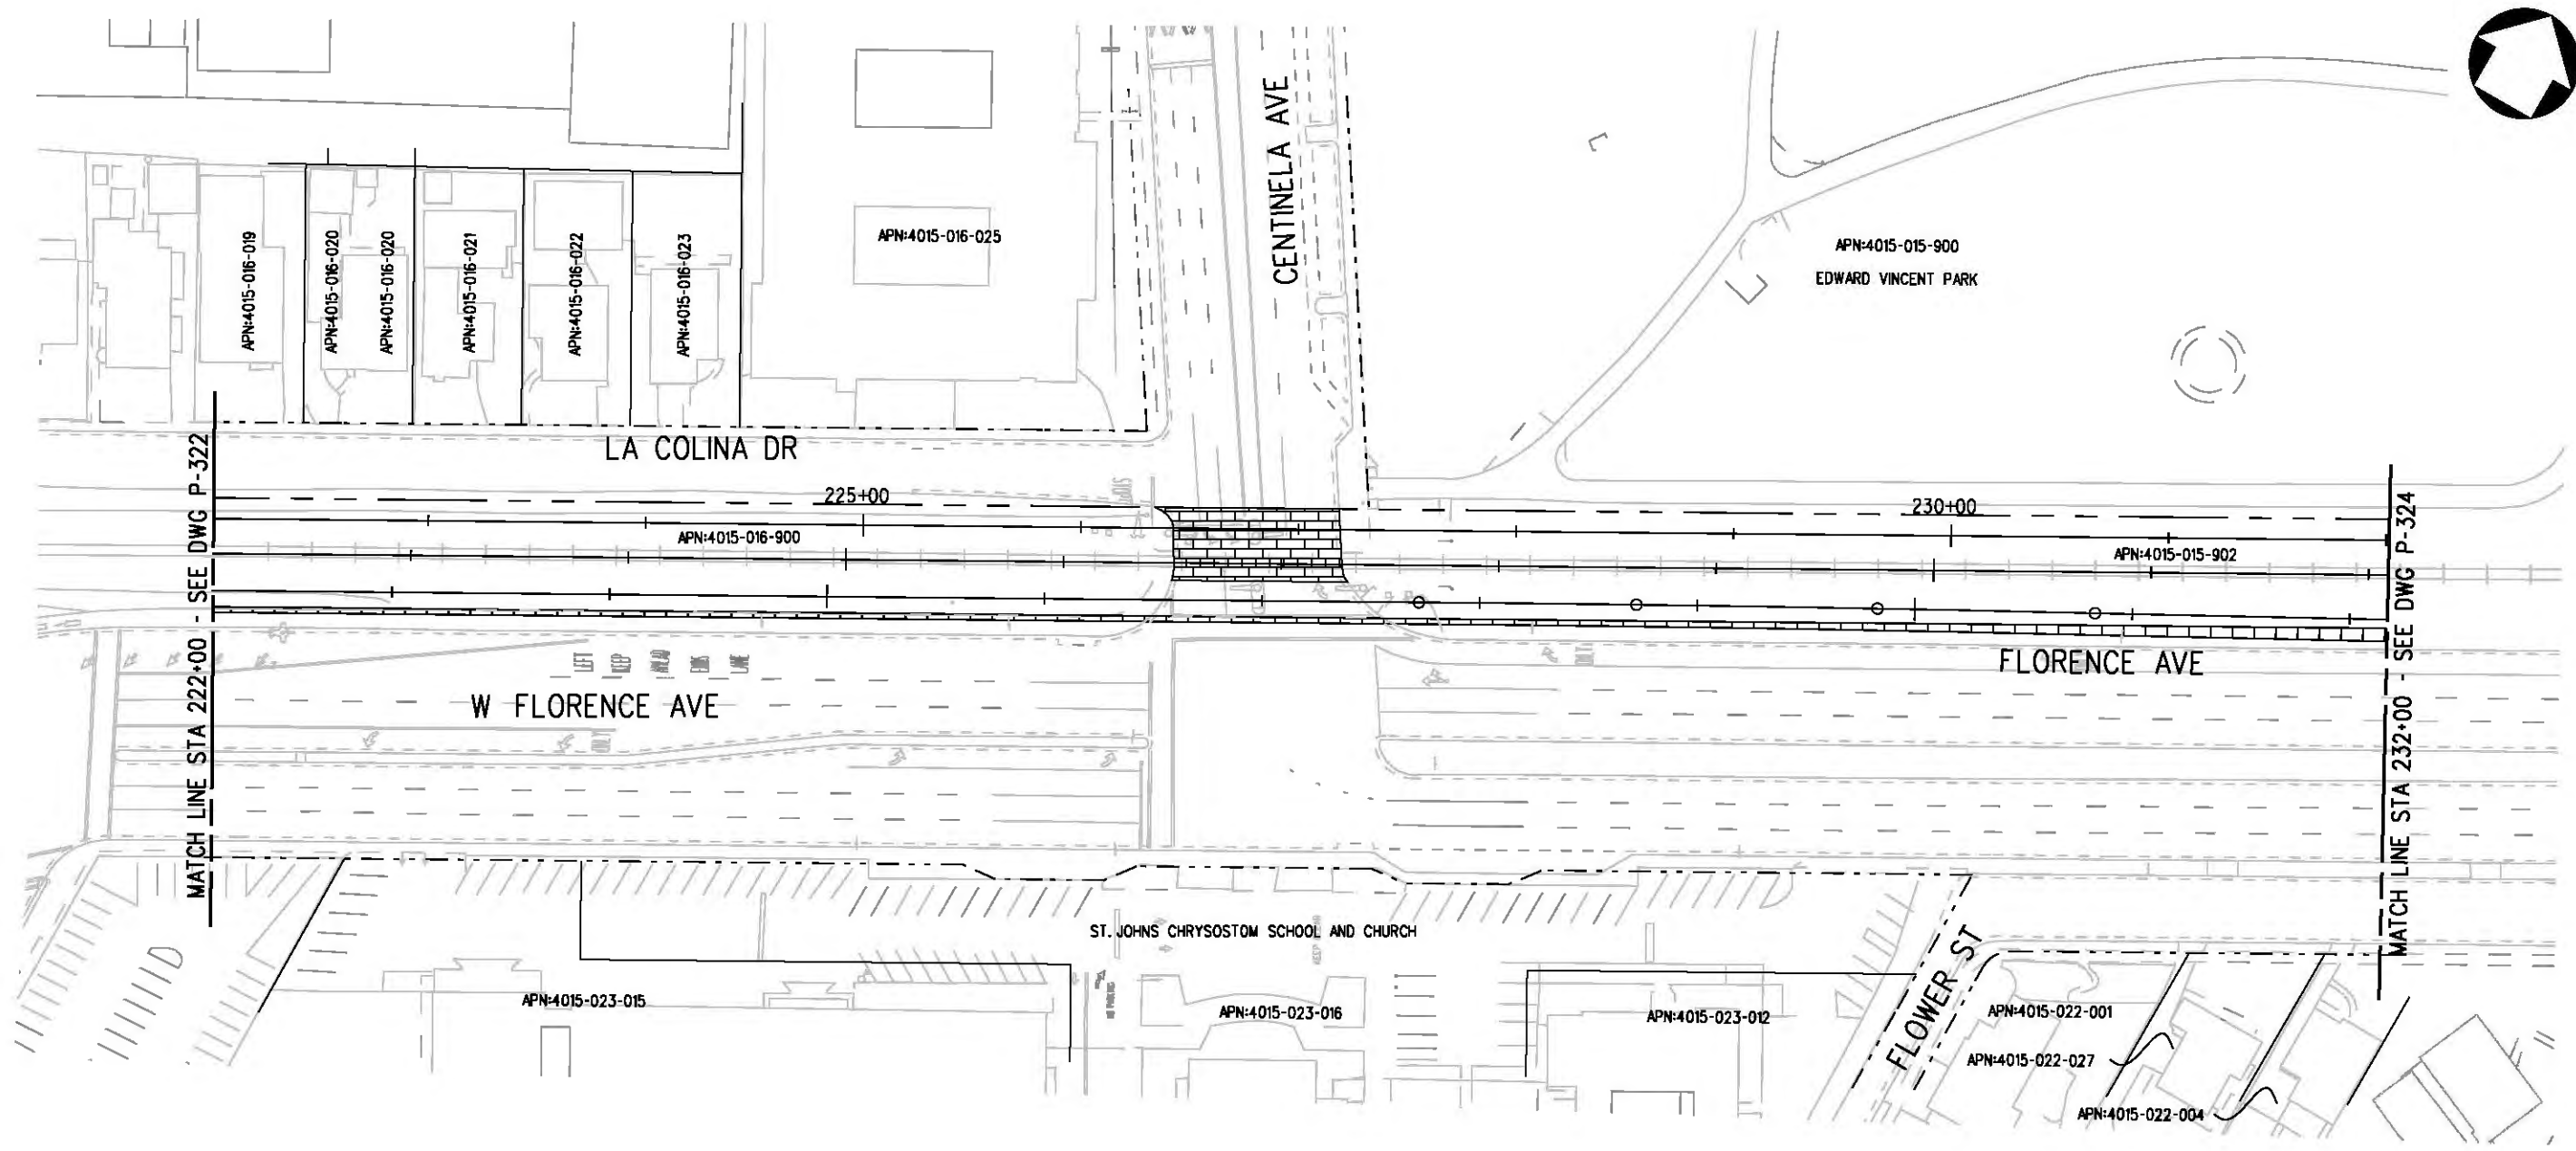 CENTINELA AVE
APN:4015-016-019
APN:4015-016-020
APN:4015-016-020
APN:4015-016-021
APN:4015-016-022
APN:4015-016-023
APN:4015-016-025
APN:4015-015-900
EDWARD VINCENT PARK
LA COLINA DR
STOP
225+00
230+00
APN:4015-016-900
APN:4015-015-902
MATCH LINE STA 222+00 - SEE DWG P-322
MATCH LINE STA 232+00 - SEE DWG P-324
LEFT
KEEP
LANE
FLORENCE AVE
W FLORENCE AVE
ST. JOHNS CHRYSOSTOM SCHOOL AND CHURCH
APN:4015-023-015
APN:4015-023-016
APN:4015-023-012
FLOWER ST
APN:4015-022-001
APN:4015-022-027
APN:4015-022-004